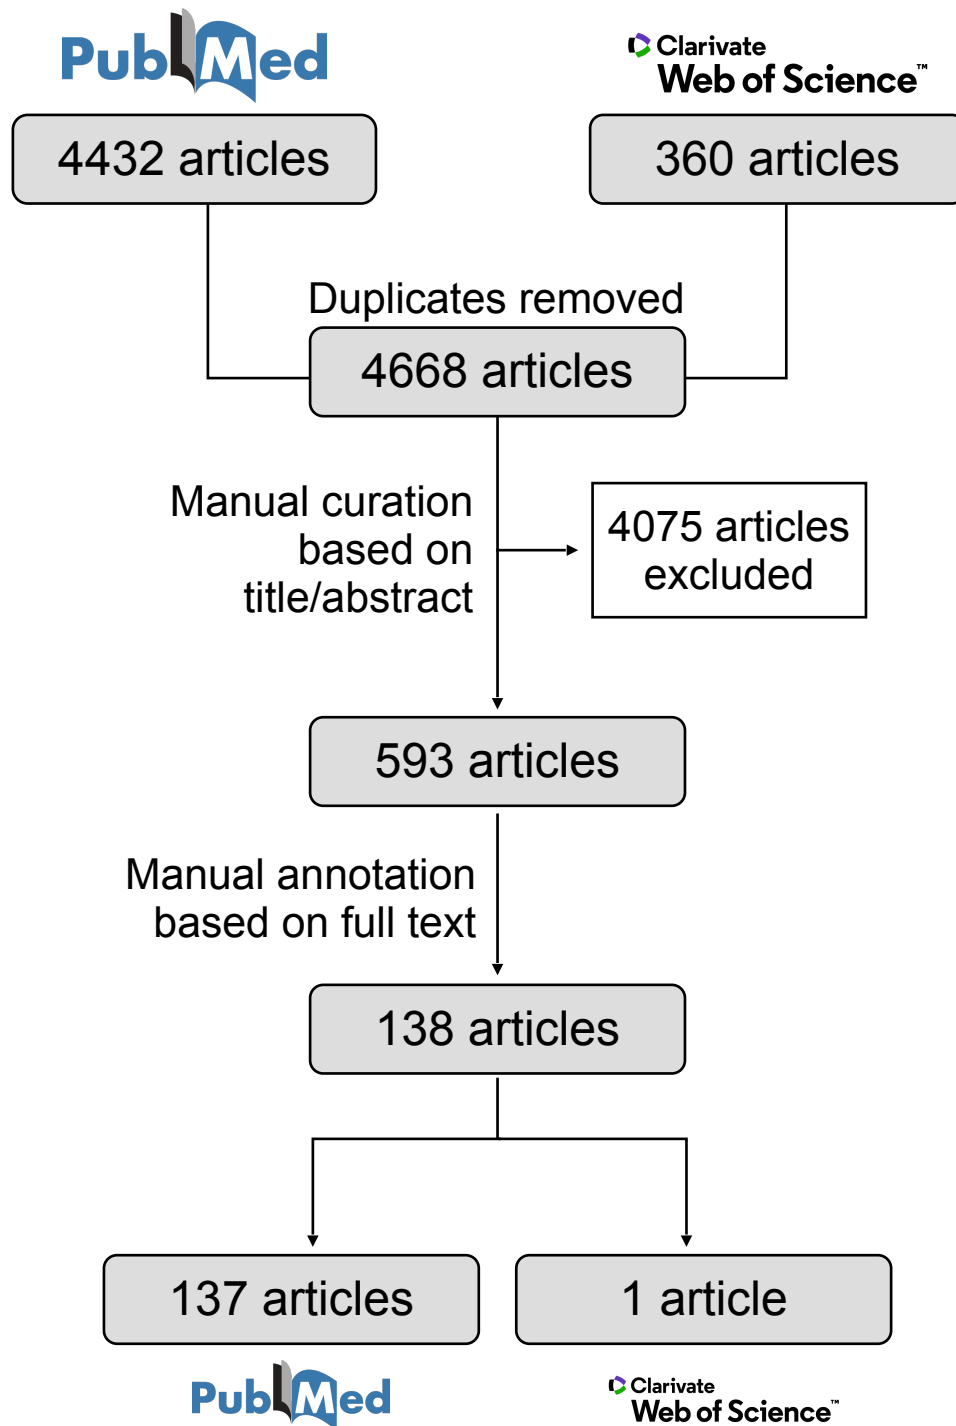 PubMed
Clarivate
Web of Science™
4432 articles
360 articles
Duplicates removed
4668 articles
Manual curation
based on
title/abstract
4075 articles
excluded
593 articles
Manual annotation
based on full text
138 articles
137 articles
1 article
PubMed
Clarivate
Web of Science™